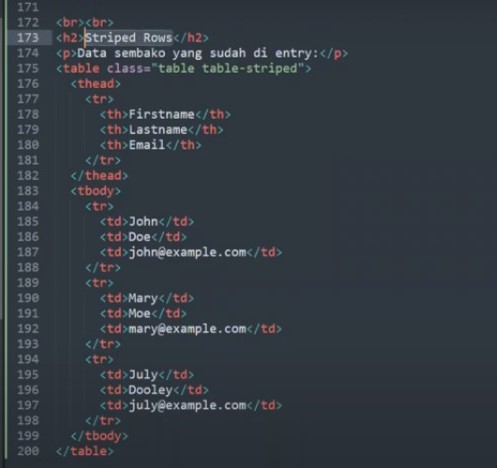 171
172 <br><br>
173 <h2>Striped Rows</h2>
174 <p>Data sembako yang sudah di entry:</p>
175 <table class="table table-striped">
176 <thead>
177 <tr>
178 <th>Firstname</th>
179 <th>Lastname</th>
180 <th>Email</th>
181 </tr>
182 </thead>
183 <tbody>
184 <tr>
185 <td>John</td>
186 <td>Doe</td>
187 <td>john@example.com</td>
188 </tr>
189 <tr>
190 <td>Mary</td>
191 <td>Moe</td>
192 <td>mary@example.com</td>
193 </tr>
194 <tr>
195 <td>July</td>
196 <td>Dooley</td>
197 <td>july@example.com</td>
198 </tr>
199 </tbody>
200 </table>